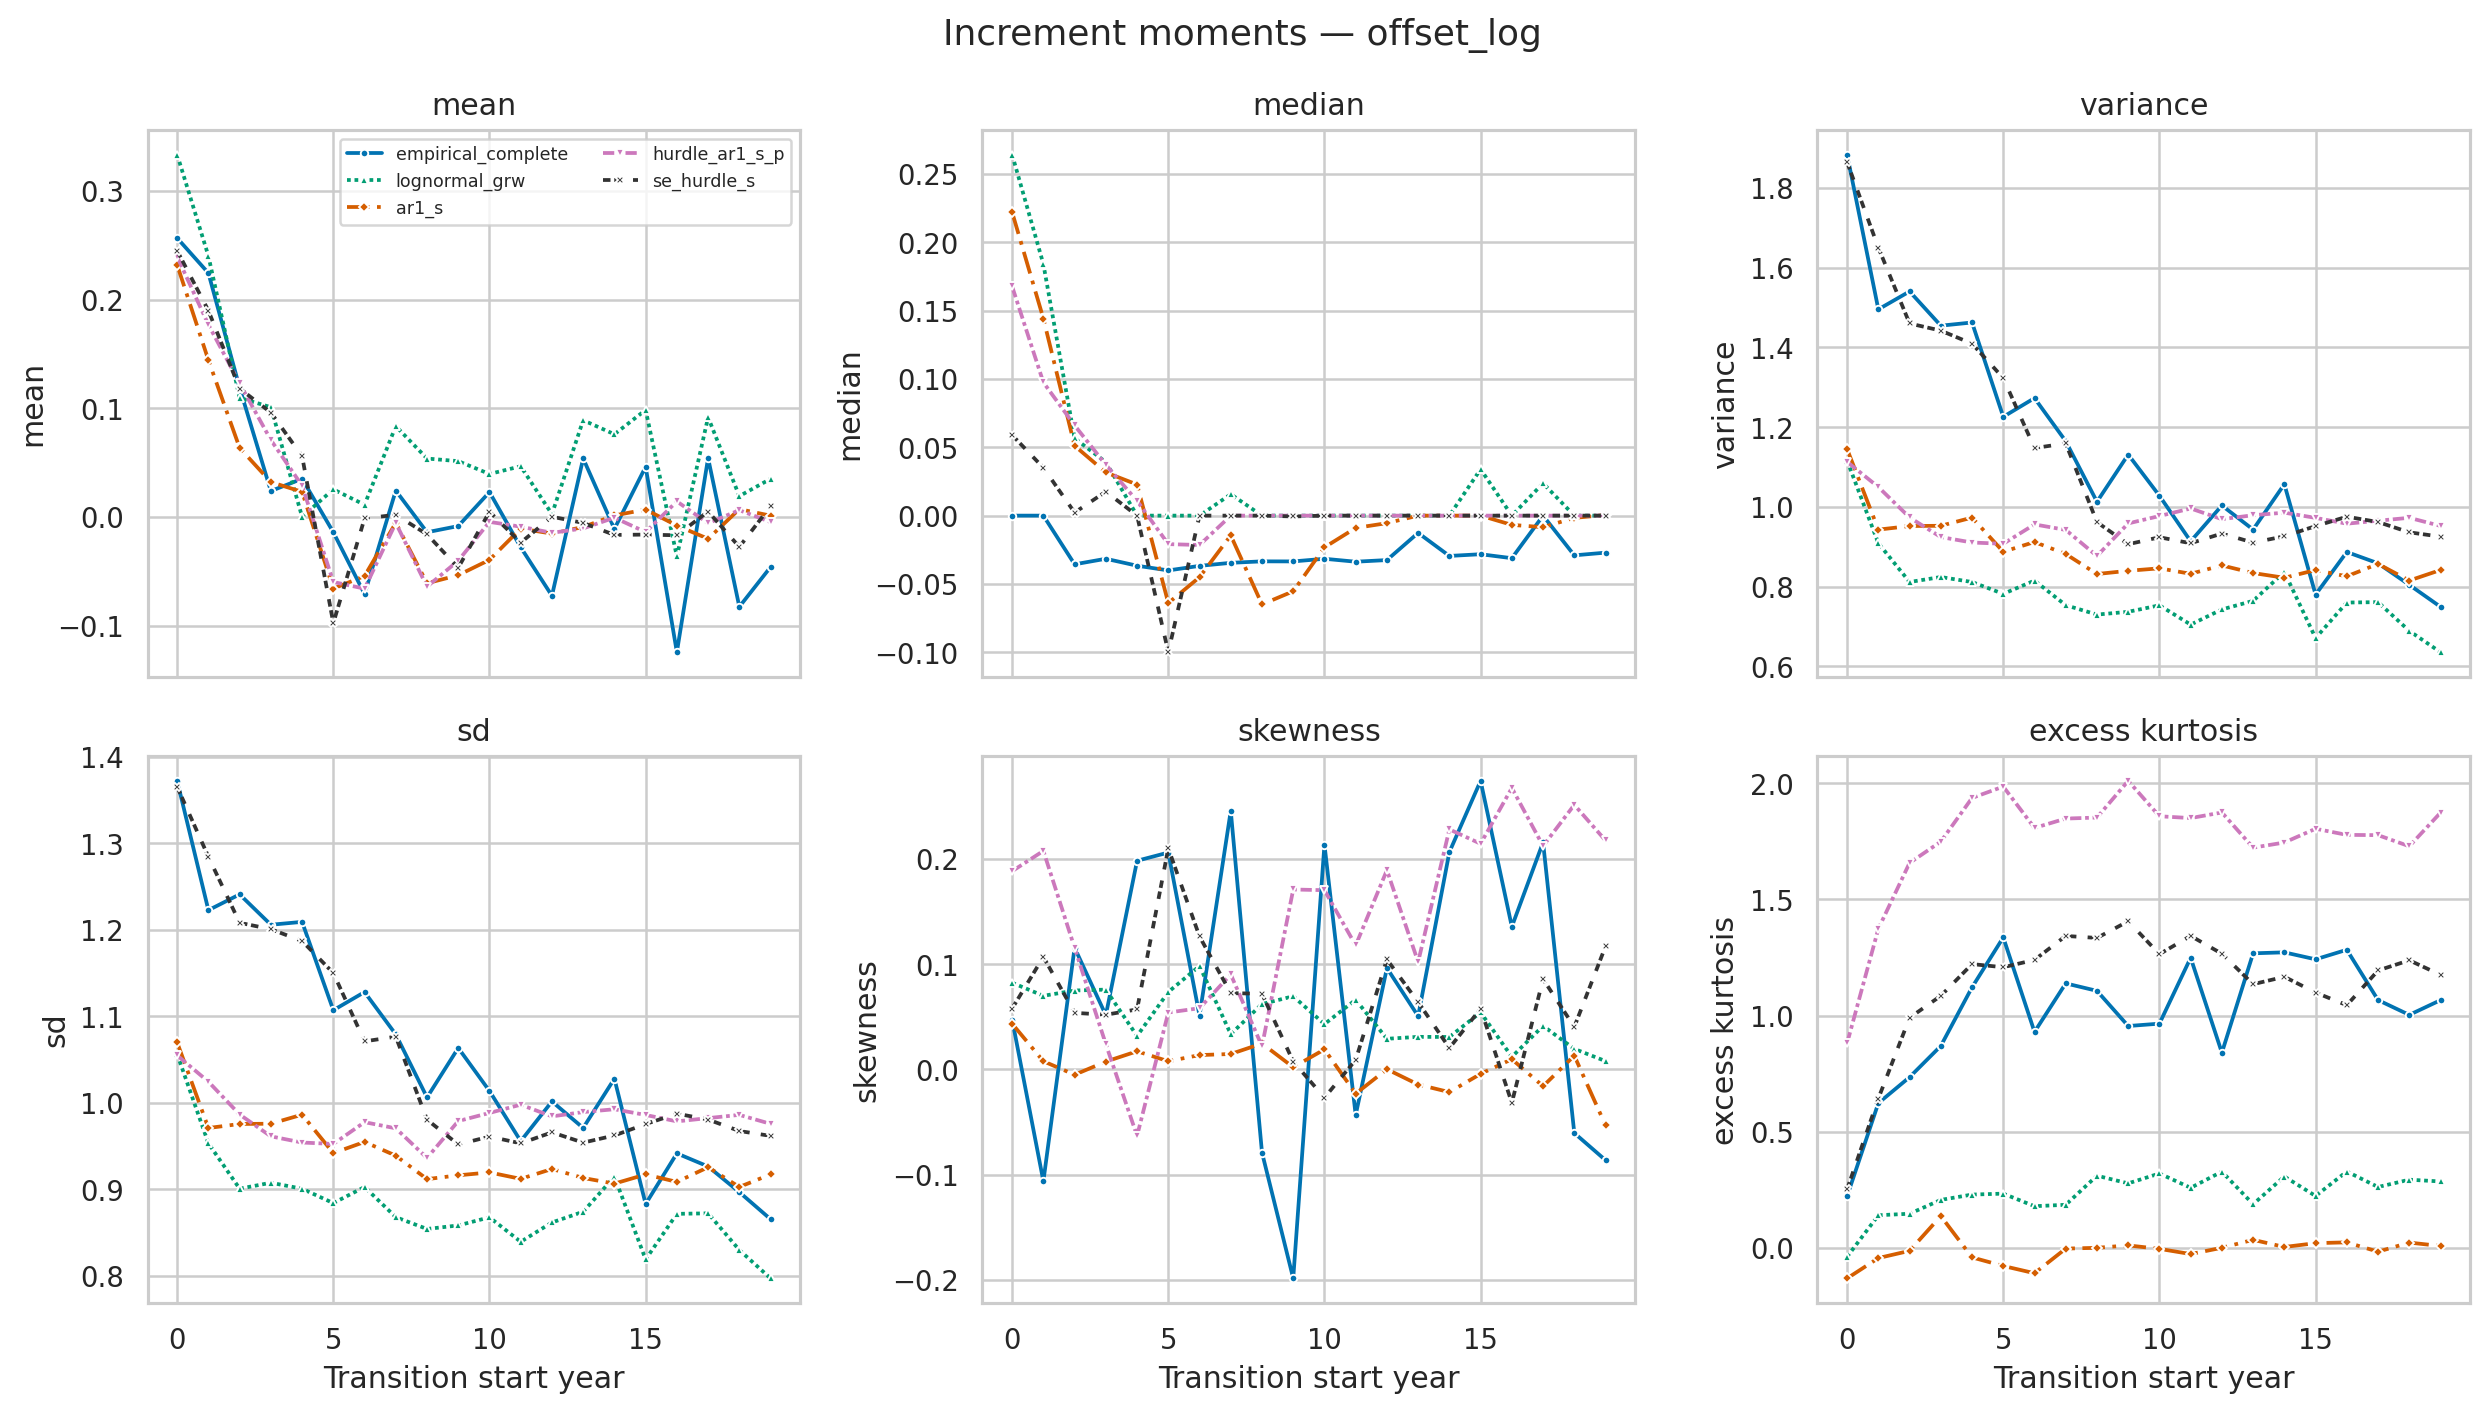 Increment moments — offset_log
mean
mean
0.3
0.2
0.1
0.0
−0.1
empirical_complete
lognormal_grw
ar1_s
hurdle_ar1_s_p
se_hurdle_s
median
median
0.25
0.20
0.15
0.10
0.05
0.00
−0.05
−0.10
variance
variance
1.8
1.6
1.4
1.2
1.0
0.8
0.6
sd
sd
1.4
1.3
1.2
1.1
1.0
0.9
0.8
0 5 10 15
Transition start year
skewness
skewness
0.2
0.1
0.0
−0.1
−0.2
0 5 10 15
Transition start year
excess kurtosis
excess kurtosis
2.0
1.5
1.0
0.5
0.0
0 5 10 15
Transition start year